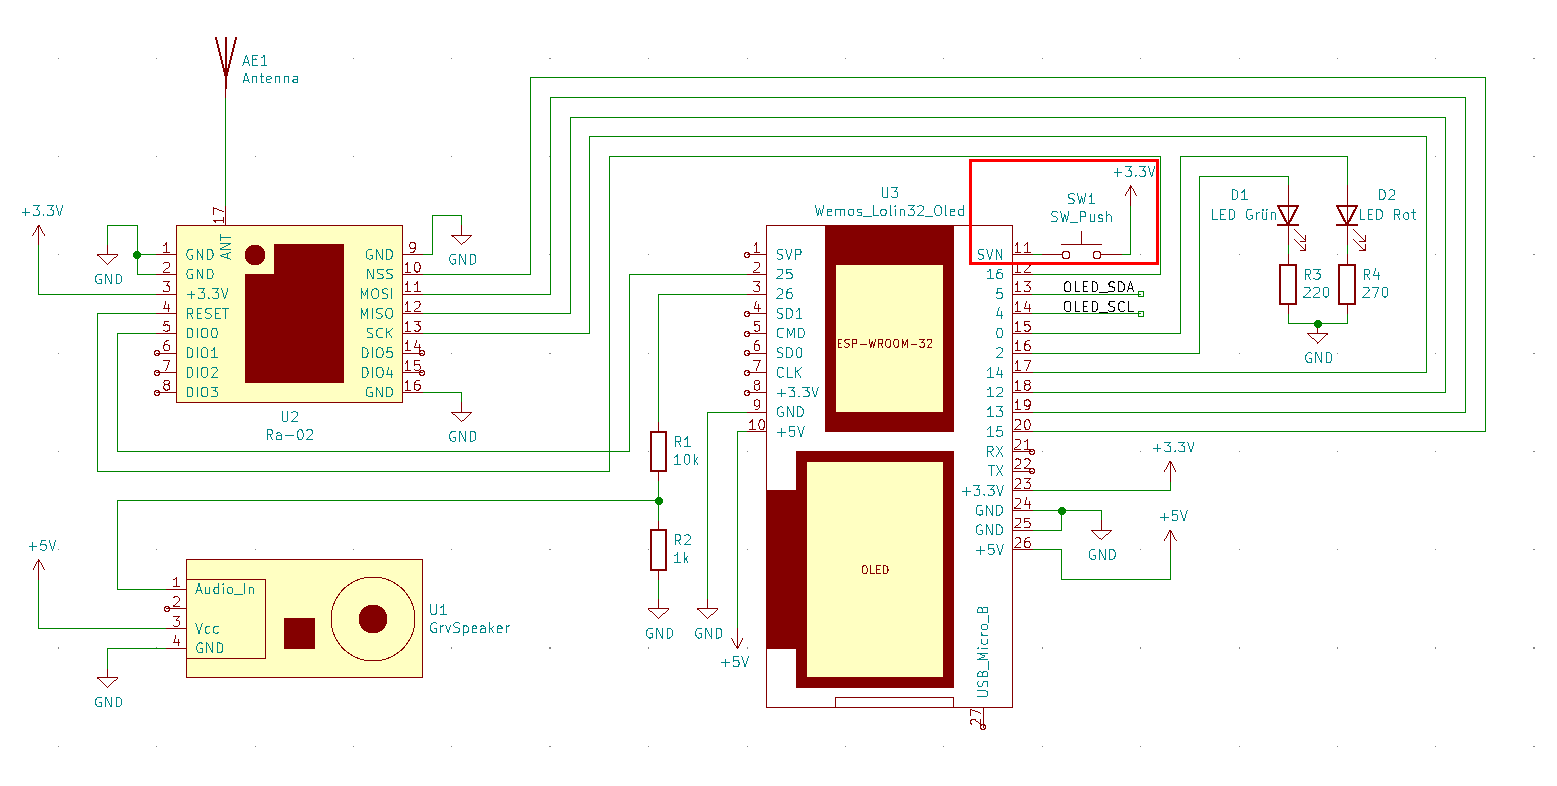 AE1
Antenna
17
ANT
+3.3V
GND
1 GND
2 GND
3 +3.3V
4 RESET
5 DIO0
6 DIO1
7 DIO2
8 DIO3
GND 9
NSS 10
MOSI 11
MISO 12
SCK 13
DIO5 14
DIO4 15
GND 16
GND
GND
U2
Ra-02
+5V
1 Audio_In
2
3 Vcc
4 GND
GND
U1
GrvSpeaker
R1
10k
R2
1k
GND
GND
+5V
U3
Wemos_Lolin32_Oled
1 SVP
2 25
3 26
4 SD1
5 CMD
6 SD0
7 CLK
8 +3.3V
9 GND
10 +5V
ESP-WROOM-32
OLED
SVN 11
16 12
5 13
4 14
0 15
2 16
14 17
12 18
13 19
15 20
RX 21
TX 22
+3.3V 23
GND 24
GND 25
+5V 26
USB_Micro_B
27
+3.3V
SW1
SW_Push
OLED_SDA
OLED_SCL
D1
LED Grün
D2
LED Rot
R3
220
R4
270
GND
+3.3V
+5V
GND